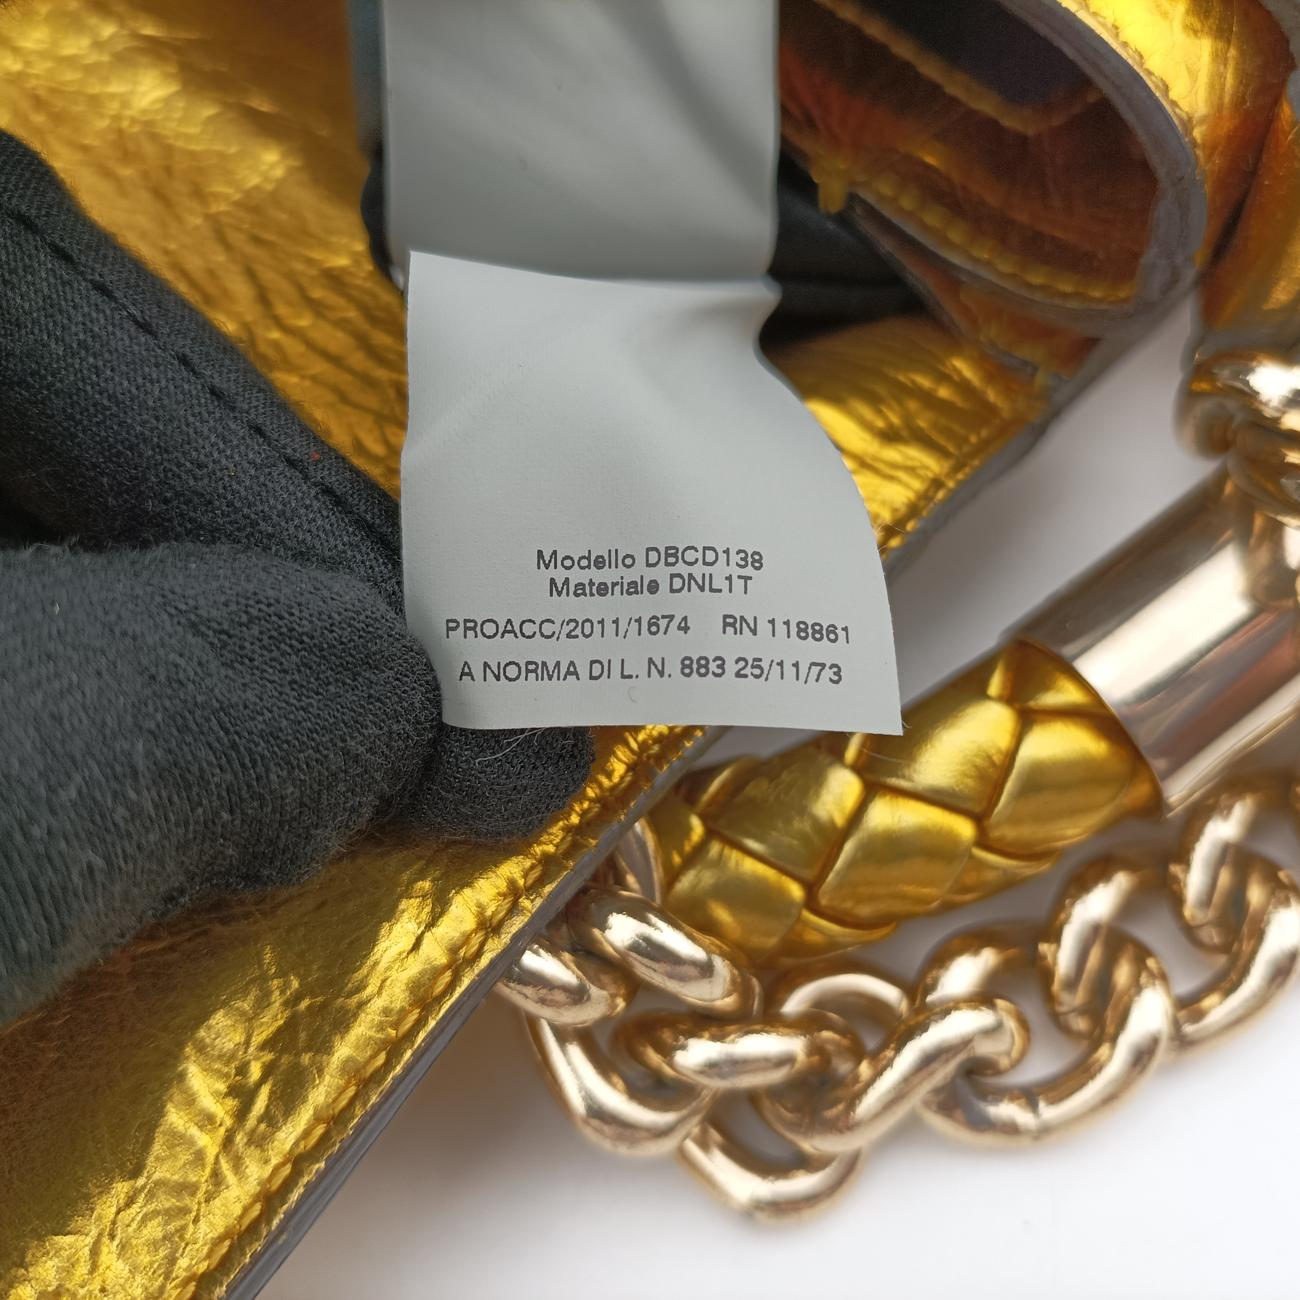 Modello DBCD138
Materiale DNL1T
PROACC/2011/1674 RN 118861
A NORMA DI L. N. 883 25/11/73